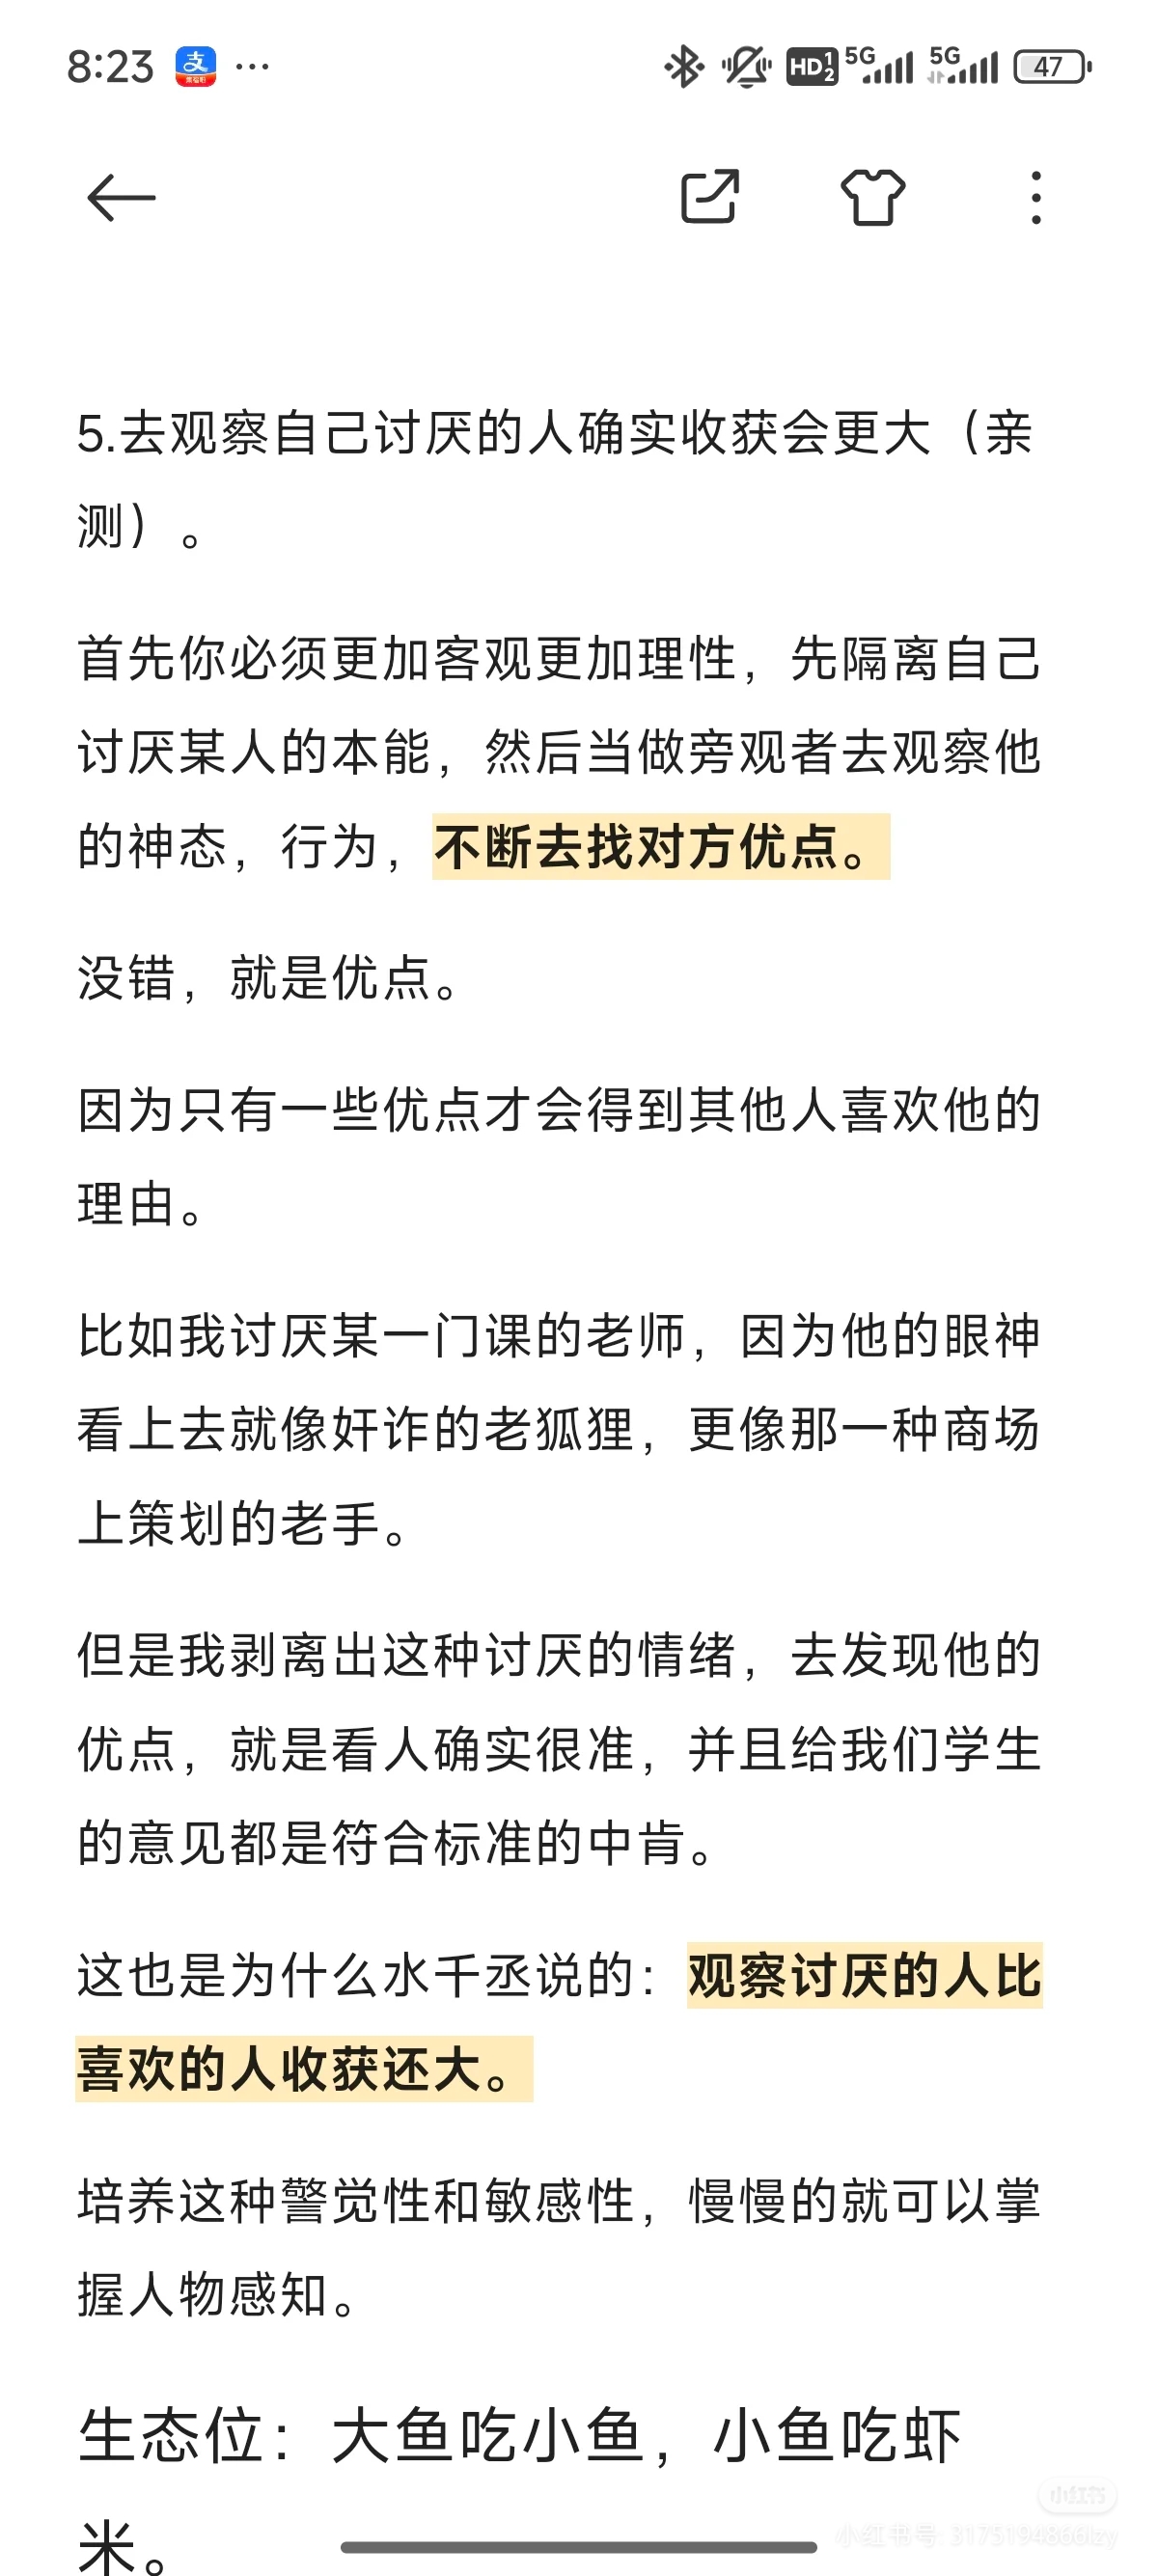 8:23 支 ...
HD 1 2 5G 5G 47
5.去观察自己讨厌的人确实收获会更大（亲
测）。
首先你必须更加客观更加理性，先隔离自己
讨厌某人的本能，然后当做旁观者去观察他
的神态，行为，不断去找对方优点。
没错，就是优点。
因为只有一些优点才会得到其他人喜欢他的
理由。
比如我讨厌某一门课的老师，因为他的眼神
看上去就像奸诈的老狐狸，更像那一种商场
上策划的老手。
但是我剥离出这种讨厌的情绪，去发现他的
优点，就是看人确实很准，并且给我们学生
的意见都是符合标准的中肯。
这也是为什么水千丞说的：观察讨厌的人比
喜欢的人收获还大。
培养这种警觉性和敏感性，慢慢的就可以掌
握人物感知。
生态位：大鱼吃小鱼，小鱼吃虾
米。
小红书
小红书号: 3175194866lzy